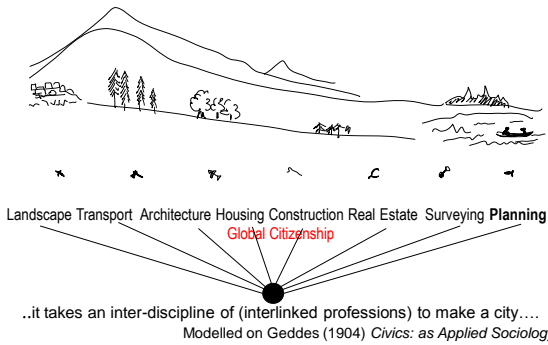 Landscape Transport Architecture Housing Construction Real Estate Surveying Planning
Global Citizenship
..it takes an inter-discipline of (interlinked professions) to make a city….
Modelled on Geddes (1904) Civics: as Applied Sociolog